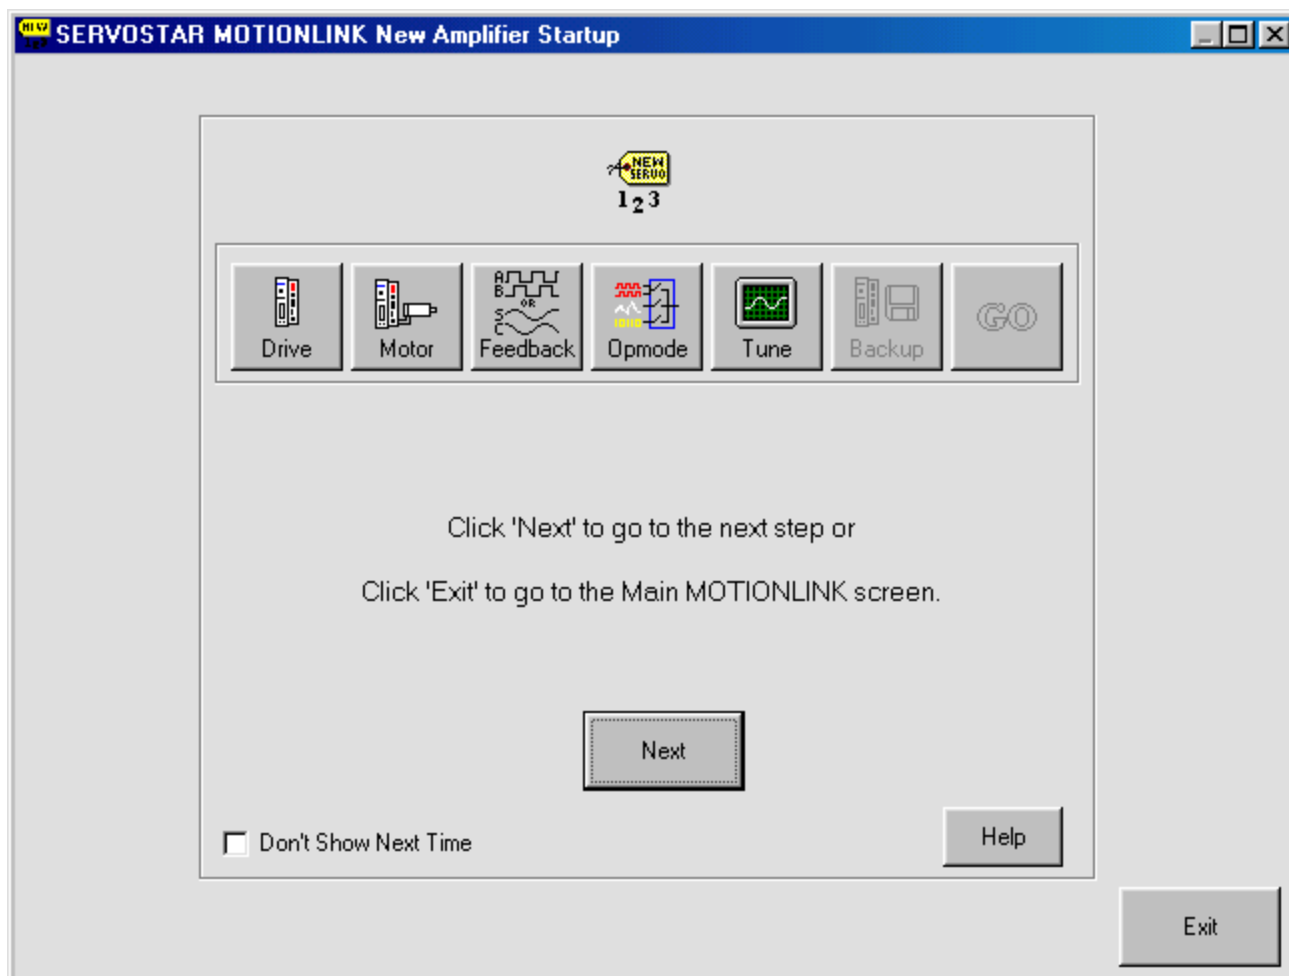 SERVOSTAR MOTIONLINK New Amplifier Startup
NEW
SERVO
1 2 3
A
B
OR
S
C
10110
GO
Drive
Motor
Feedback
Opmode
Tune
Backup
Click 'Next' to go to the next step or
Click 'Exit' to go to the Main MOTIONLINK screen.
Next
Don't Show Next Time
Help
Exit